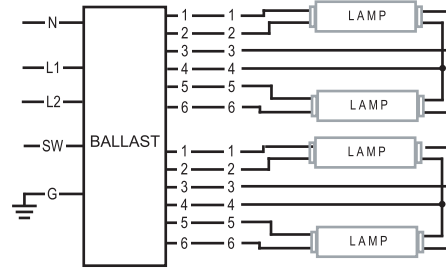 1 1 LAMP
N
2 2
3 3
L1 4 4
5 5
L2 6 6 LAMP
SW BALLAST
1 1 LAMP
2 2
G 3 3
4 4
5 5
6 6 LAMP